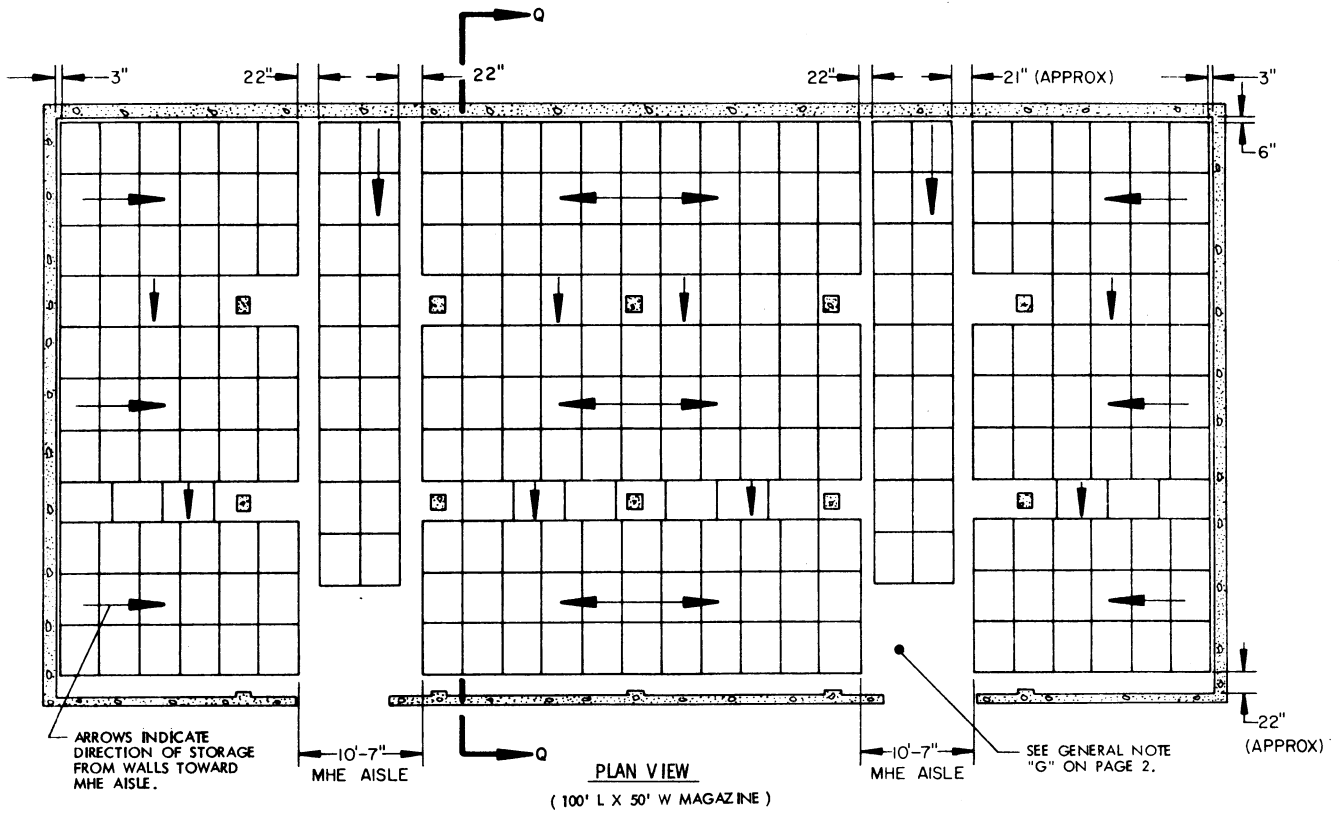 Q
3"
22"
22"
22"
21" (APPROX)
3"
6"
ARROWS INDICATE
DIRECTION OF STORAGE
FROM WALLS TOWARD
MHE AISLE.
10'-7"
MHE AISLE
Q
PLAN VIEW
( 100' L X 50' W MAGAZINE )
10'-7"
MHE AISLE
SEE GENERAL NOTE
"G" ON PAGE 2.
22"
(APPROX)